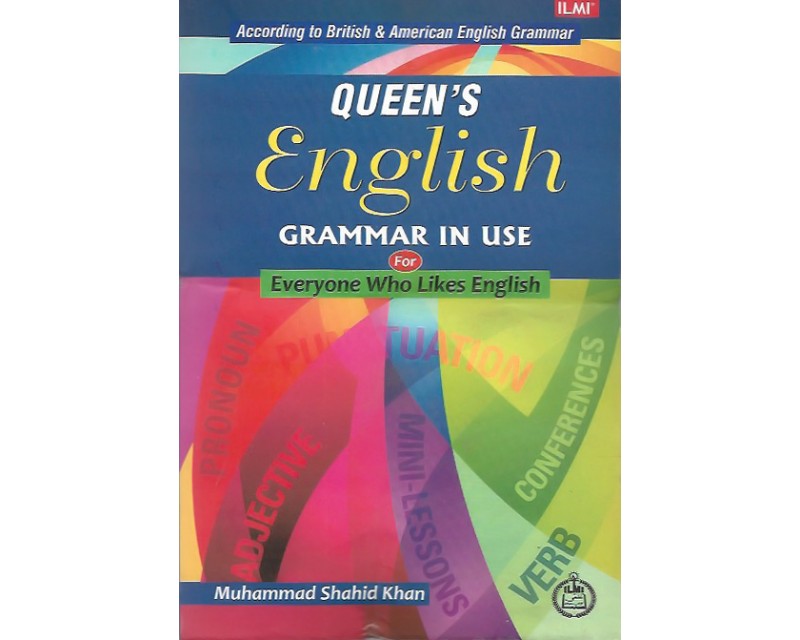 ILMI
According to British & American English Grammar
QUEEN'S
English
GRAMMAR IN USE
For
Everyone Who Likes English
PRONOUN
PUNCTUATION
ADJECTIVE
MINI-LESSONS
CONFERENCES
VERB
Muhammad Shahid Khan
ILMI